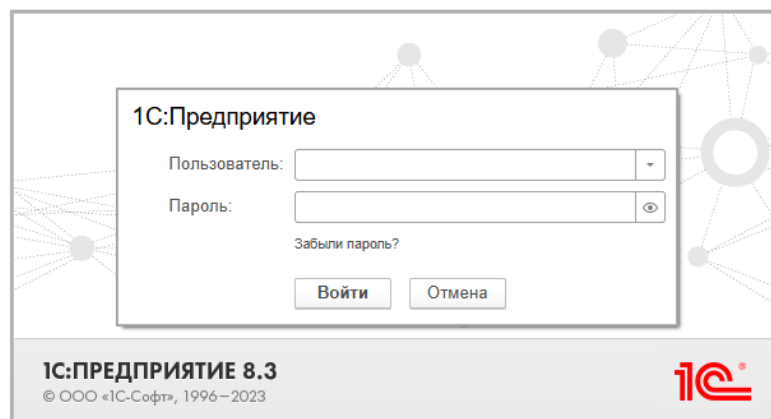 1С:Предприятие
Пользователь:
Пароль:
Забыли пароль?
Войти Отмена
1С:ПРЕДПРИЯТИЕ 8.3
© ООО «1С-Софт», 1996–2023
1С®